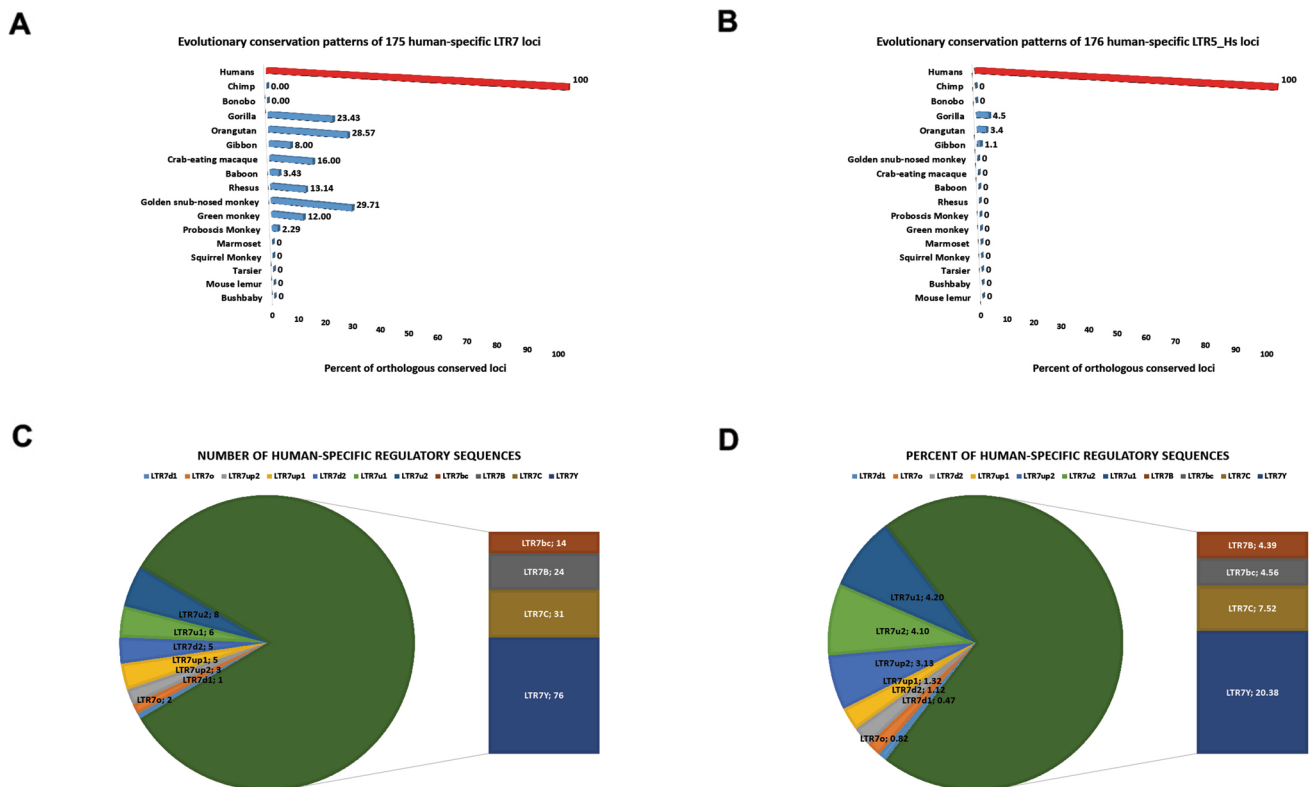 A
Evolutionary conservation patterns of 175 human-specific LTR7 loci
Humans 100
Chimp 0.00
Bonobo 0.00
Gorilla 23.43
Orangutan 28.57
Gibbon 8.00
Crab-eating macaque 16.00
Baboon 3.43
Rhesus 13.14
Golden snub-nosed monkey 29.71
Green monkey 12.00
Proboscis Monkey 2.29
Marmoset 0
Squirrel Monkey 0
Tarsier 0
Mouse lemur 0
Bushbaby 0
0 10 20 30 40 50 60 70 80 90 100
Percent of orthologous conserved loci
B
Evolutionary conservation patterns of 176 human-specific LTR5_Hs loci
Humans 100
Chimp 0
Bonobo 0
Gorilla 4.5
Orangutan 3.4
Gibbon 1.1
Golden snub-nosed monkey 0
Crab-eating macaque 0
Baboon 0
Rhesus 0
Proboscis Monkey 0
Green monkey 0
Marmoset 0
Squirrel Monkey 0
Tarsier 0
Bushbaby 0
Mouse lemur 0
0 10 20 30 40 50 60 70 80 90 100
Percent of orthologous conserved loci
C
NUMBER OF HUMAN-SPECIFIC REGULATORY SEQUENCES
LTR7d1 LTR7o LTR7up2 LTR7up1 LTR7d2 LTR7u1 LTR7u2 LTR7bc LTR7B LTR7C LTR7Y
LTR7u2; 8
LTR7u1; 6
LTR7d2; 5
LTR7up1; 5
LTR7up2; 3
LTR7d1; 1
LTR7o; 2
LTR7bc; 14
LTR7B; 24
LTR7C; 31
LTR7Y; 76
D
PERCENT OF HUMAN-SPECIFIC REGULATORY SEQUENCES
LTR7d1 LTR7o LTR7d2 LTR7up1 LTR7up2 LTR7u2 LTR7u1 LTR7B LTR7bc LTR7C LTR7Y
LTR7u1; 4.20
LTR7u2; 4.10
LTR7up2; 3.13
LTR7up1; 1.32
LTR7d2; 1.12
LTR7d1; 0.47
LTR7o; 0.82
LTR7B; 4.39
LTR7bc; 4.56
LTR7C; 7.52
LTR7Y; 20.38